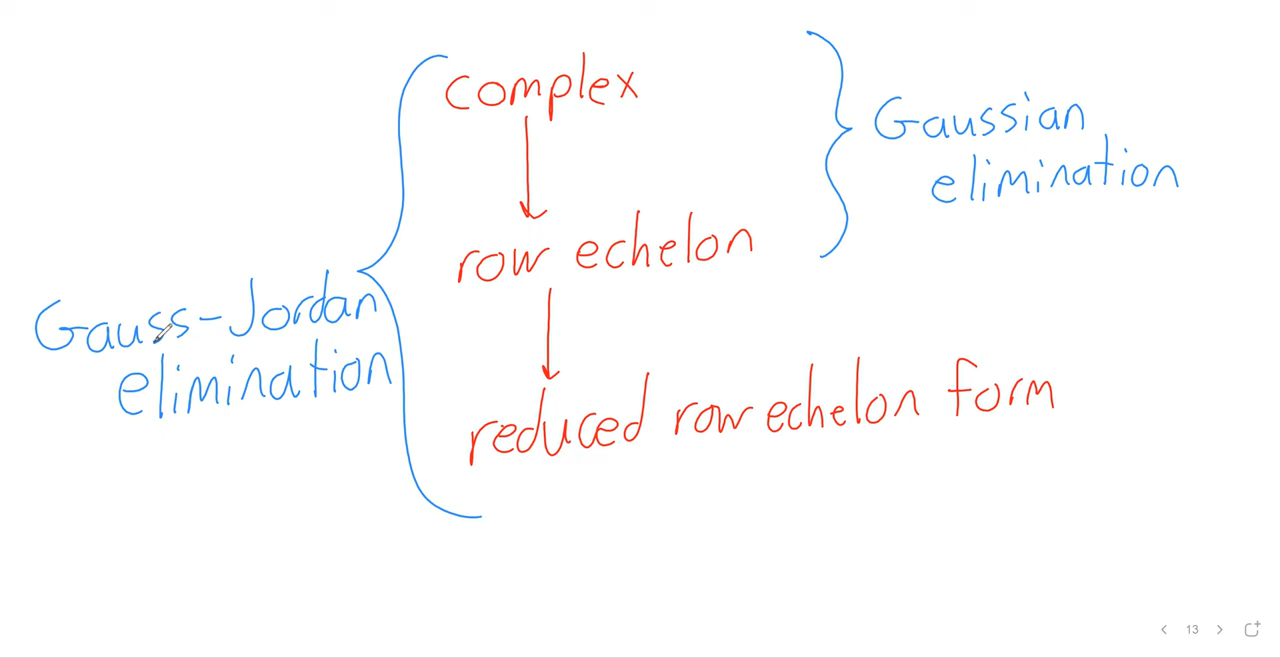 complex
Gaussian
elimination
row echelon
Gauss-Jordan
elimination
reduced row echelon form
13